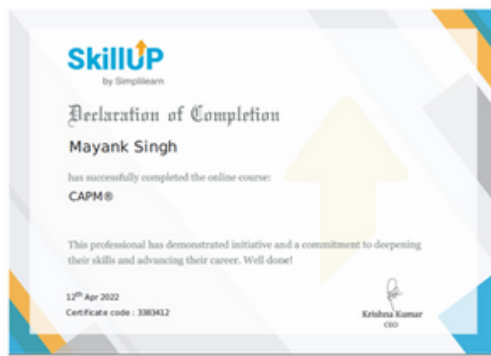 SkillUP
by Simplilearn
Declaration of Completion
Mayank Singh
has successfully completed the online course:
CAPM®
This professional has demonstrated initiative and a commitment to deepening
their skills and advancing their career. Well done!
12th Apr 2022
Certificate code : 3383412
Krishna Kumar
CEO